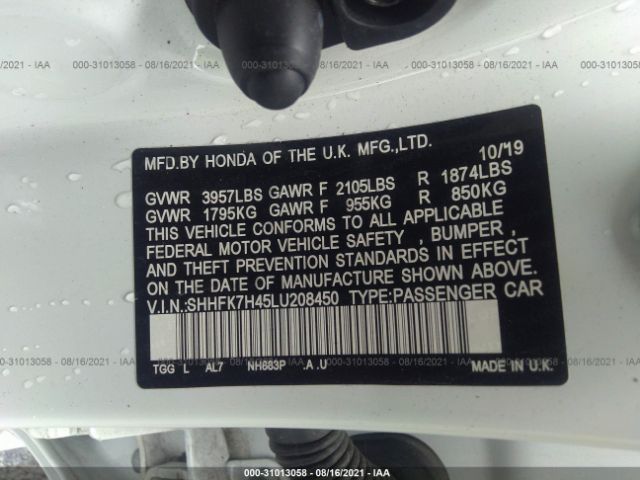 000-31013058 - 08/16/2021 - IAA
MFD.BY HONDA OF THE U.K. MFG.,LTD. 10/19
GVWR 3957LBS GAWR F 2105LBS R 1874LBS
GVWR 1795KG GAWR F 955KG R 850KG
THIS VEHICLE CONFORMS TO ALL APPLICABLE
FEDERAL MOTOR VEHICLE SAFETY , BUMPER ,
AND THEFT PREVENTION STANDARDS IN EFFECT
ON THE DATE OF MANUFACTURE SHOWN ABOVE.
V.I.N.:SHHFK7H45LU208450 TYPE:PASSENGER CAR
TGG L AL7 NH883P .A .U MADE IN U.K.
000-31013058 - 08/16/2021 - IAA